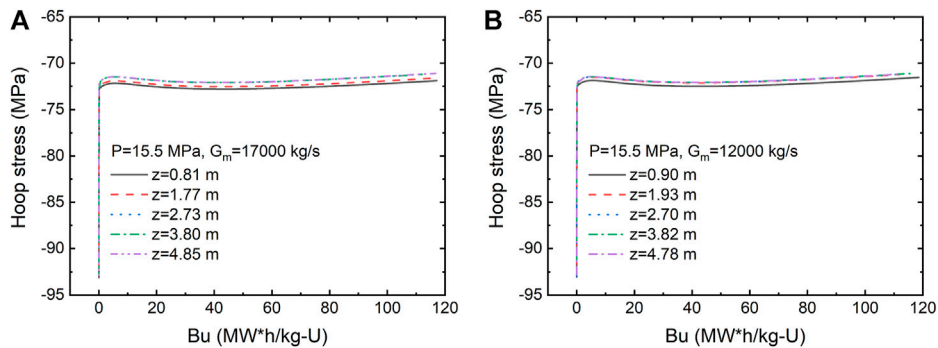 A
Hoop stress (MPa)
-65
-70
-75
-80
-85
-90
-95
P=15.5 MPa, Gm=17000 kg/s
z=0.81 m
z=1.77 m
z=2.73 m
z=3.80 m
z=4.85 m
0 20 40 60 80 100 120
Bu (MW*h/kg-U)
B
Hoop stress (MPa)
-65
-70
-75
-80
-85
-90
-95
P=15.5 MPa, Gm=12000 kg/s
z=0.90 m
z=1.93 m
z=2.70 m
z=3.82 m
z=4.78 m
0 20 40 60 80 100 120
Bu (MW*h/kg-U)